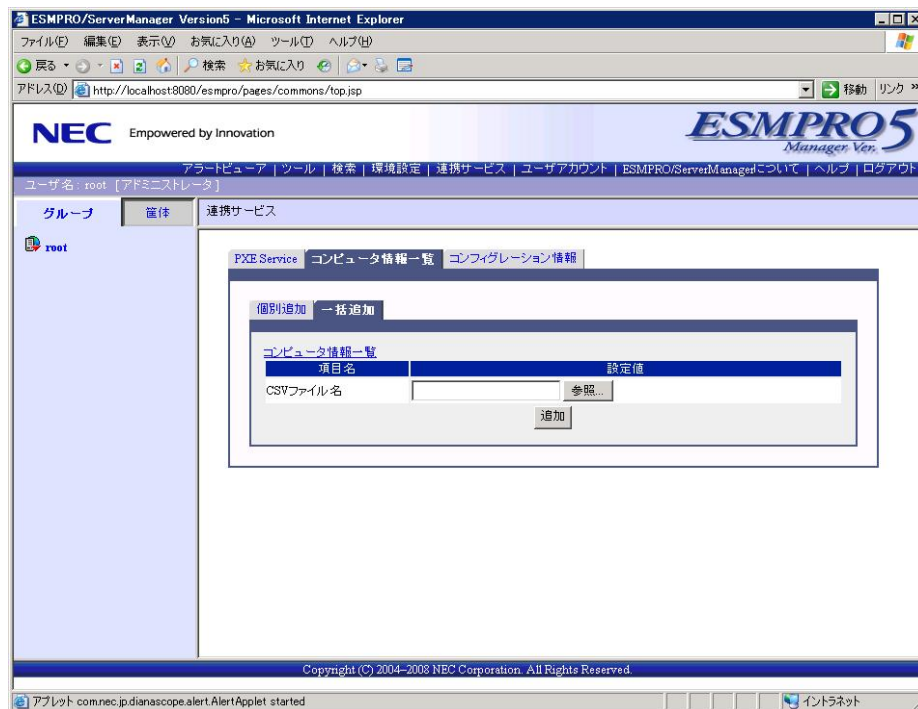 ESMPRO/ServerManager Version5 - Microsoft Internet Explorer
ファイル(F) 編集(E) 表示(V) お気に入り(A) ツール(T) ヘルプ(H)
戻る 検索 お気に入り
アドレス(D) http://localhost:8080/esmpro/pages/commons/top.jsp 移動 リンク »
NEC Empowered by Innovation
ESMPRO5
Manager, Ver.
アラートビューア | ツール | 検索 | 環境設定 | 連携サービス | ユーザアカウント | ESMPRO/ServerManagerについて | ヘルプ | ログアウト
ユーザ名: root [アドミニストレータ]
グループ 筐体 連携サービス
root
PXE Service コンピュータ情報一覧 コンフィグレーション情報
個別追加 一括追加
コンピュータ情報一覧
項目名 設定値
CSVファイル名 参照...
追加
Copyright (C) 2004-2008 NEC Corporation. All Rights Reserved.
アプレット com.nec.jp.dianascope.alert.AlertApplet started イントラネット